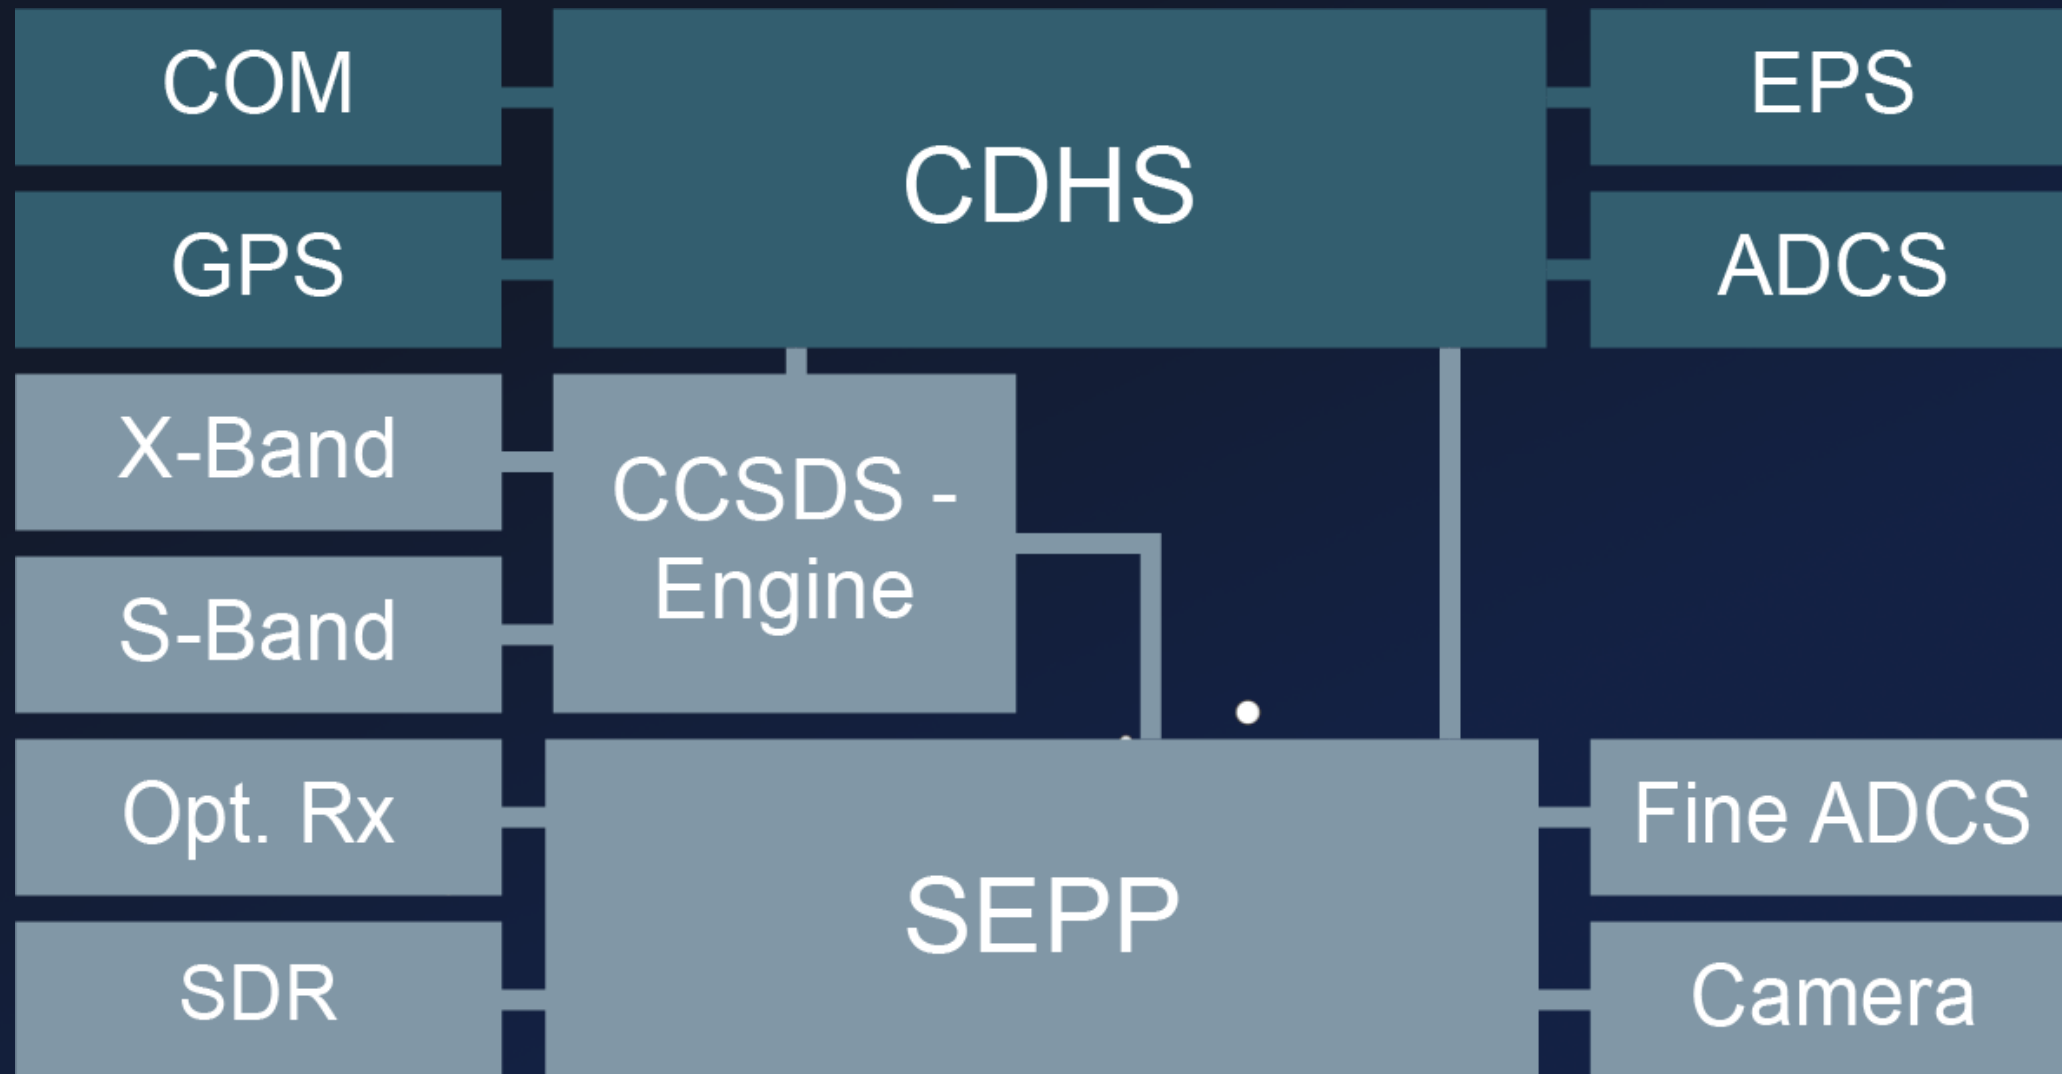 COM
CDHS
EPS
GPS
ADCS
X-Band
CCSDS -
Engine
S-Band
Opt. Rx
SEPP
Fine ADCS
SDR
Camera